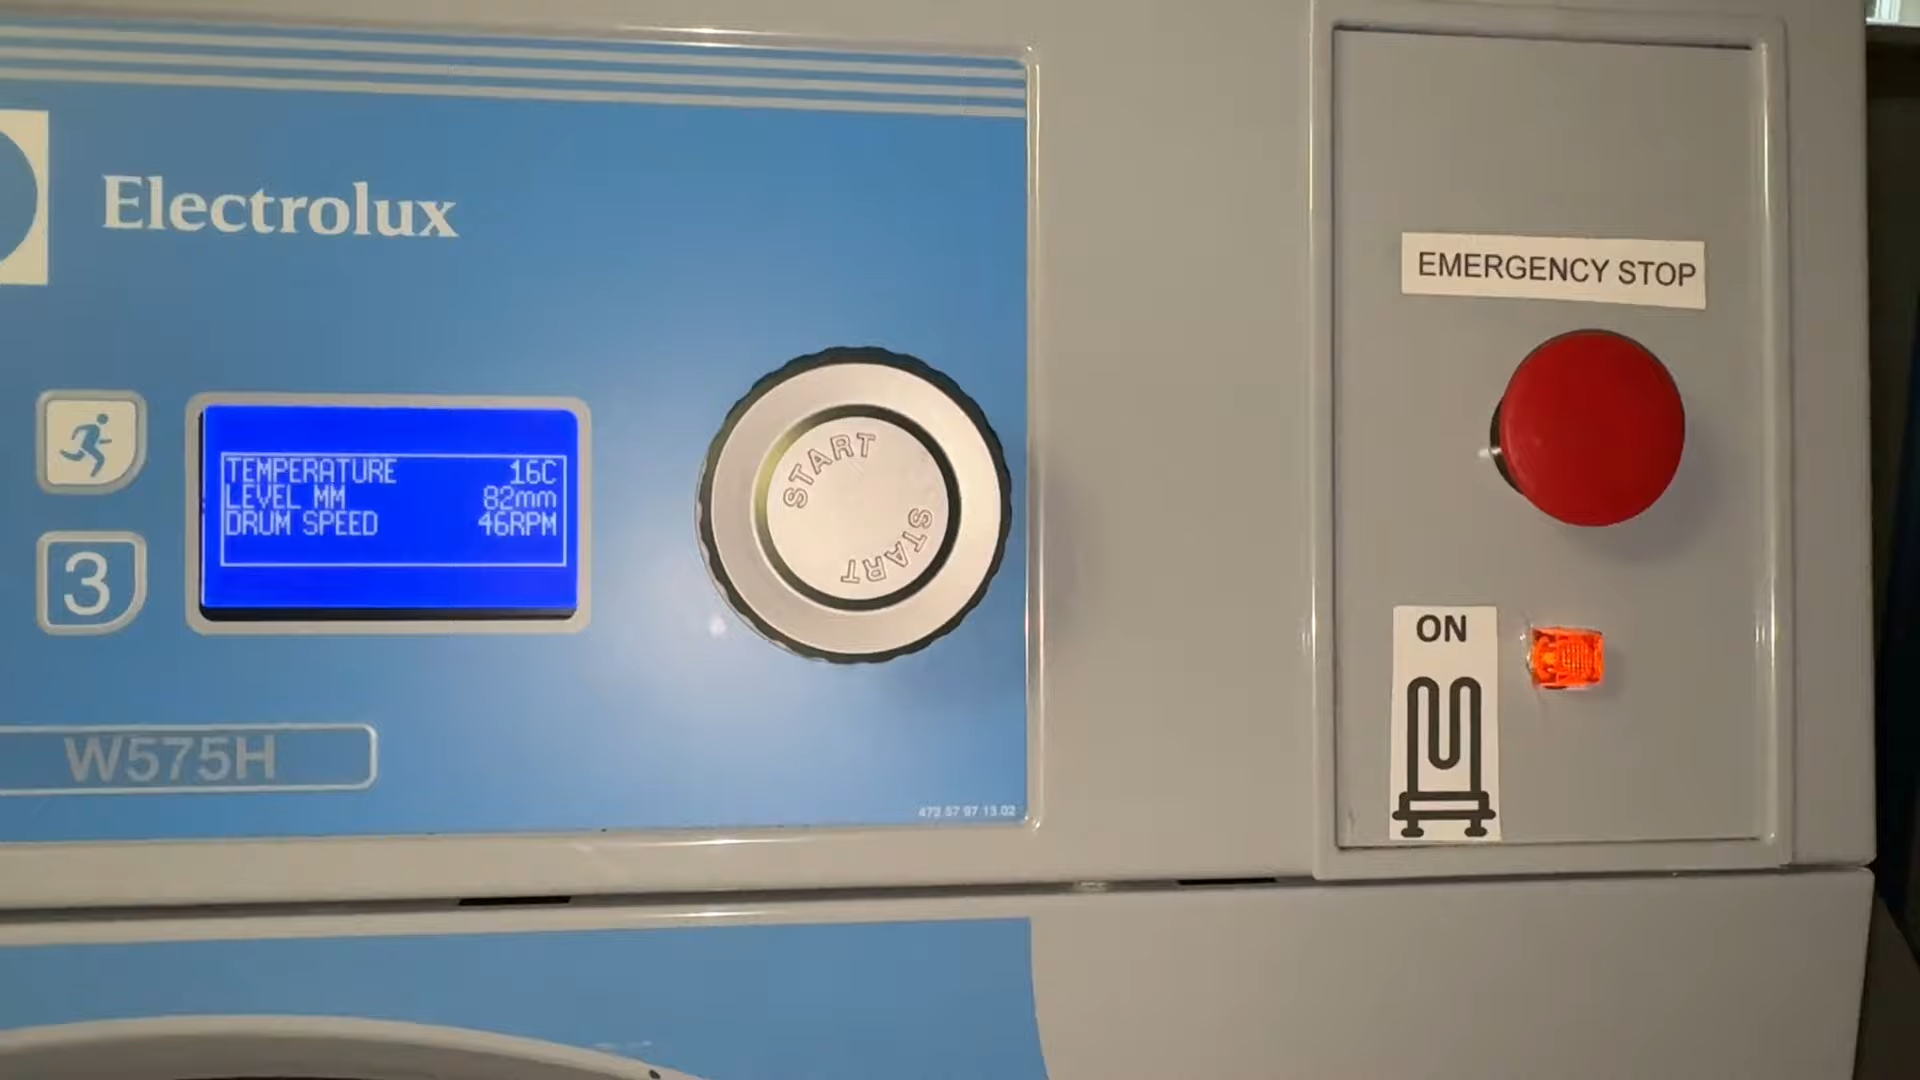 Electrolux
EMERGENCY STOP
START
START
TEMPERATURE 16C
LEVEL MM 82mm
DRUM SPEED 46RPM
3
ON
W575H
472 57 97 13 02